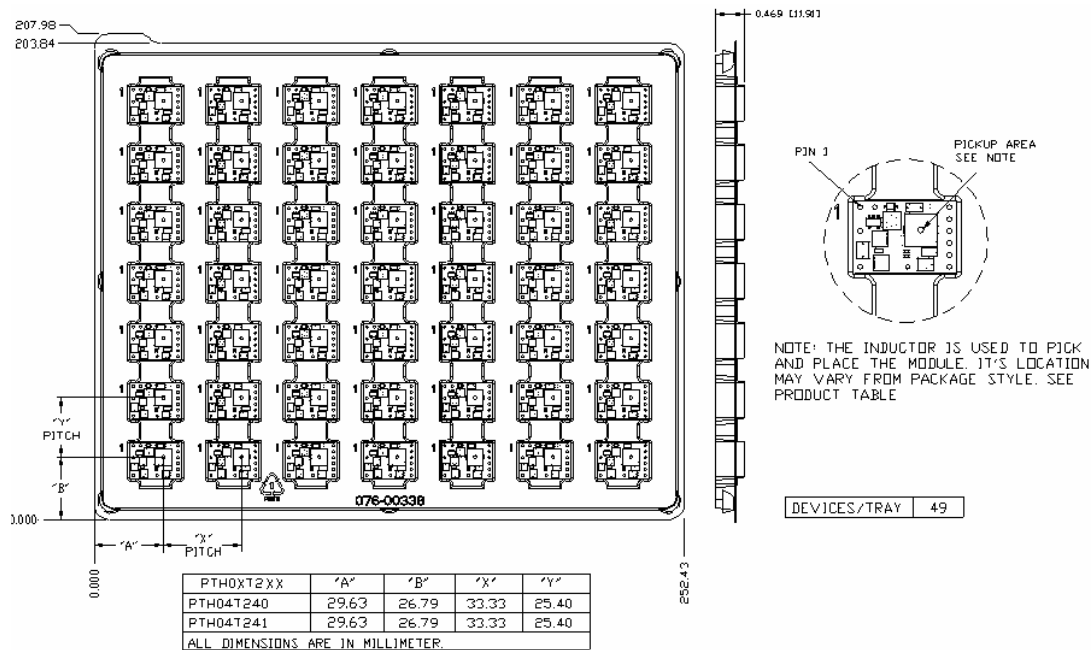 207.98
203.84
0.469 [11.91]
PIN 1
PICKUP AREA
SEE NOTE
1
NOTE: THE INDUCTOR IS USED TO PICK
AND PLACE THE MODULE. IT'S LOCATION
MAY VARY FROM PACKAGE STYLE. SEE
PRODUCT TABLE
"Y"
PITCH
"B"
0.000
076-00338
DEVICES/TRAY 49
"A"
"X"
PITCH
0.000
252.43
PTH0XT2XX "A" "B" "X" "Y"
PTH04T240 29.63 26.79 33.33 25.40
PTH04T241 29.63 26.79 33.33 25.40
ALL DIMENSIONS ARE IN MILLIMETER.